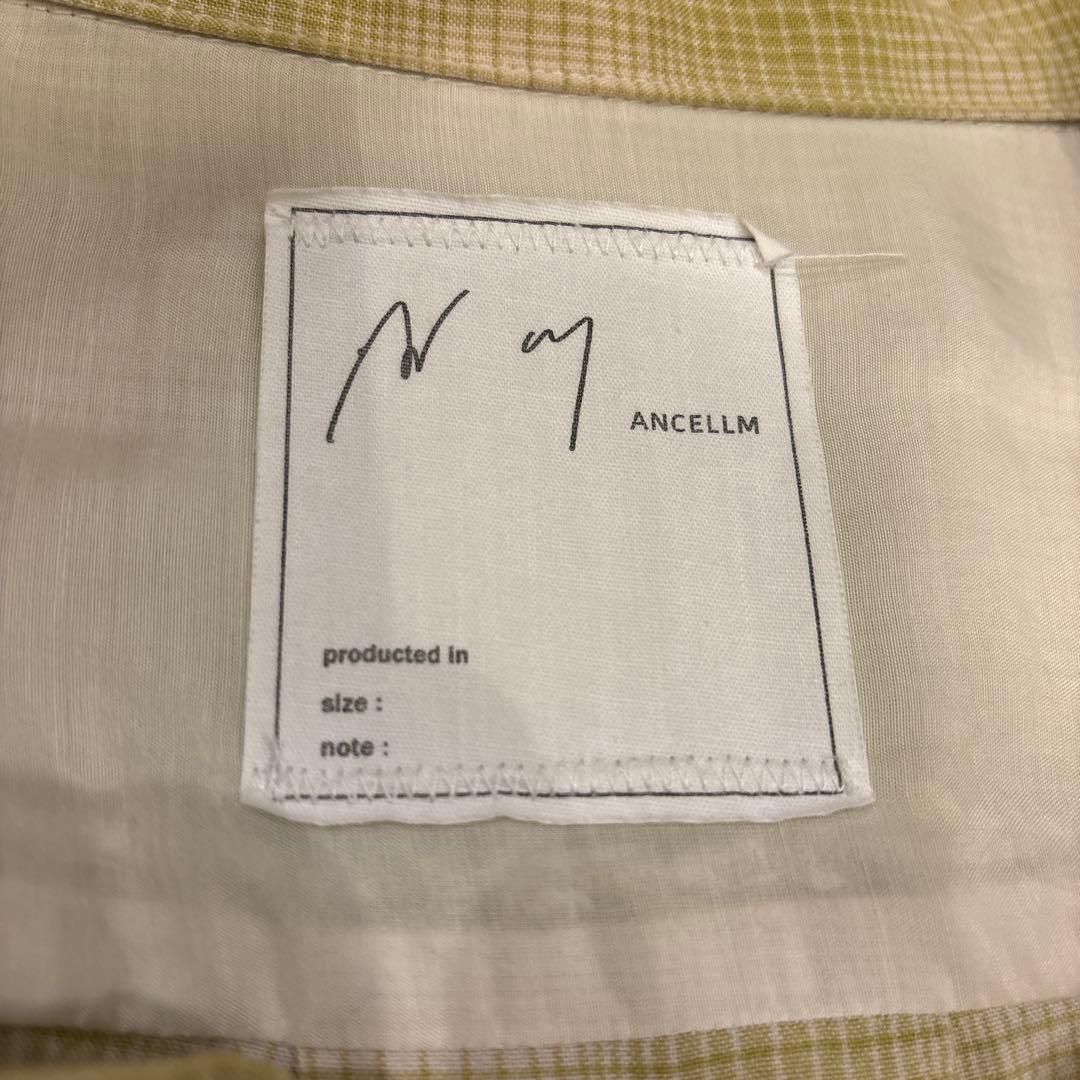 ANCELLM
producted in
size :
note :